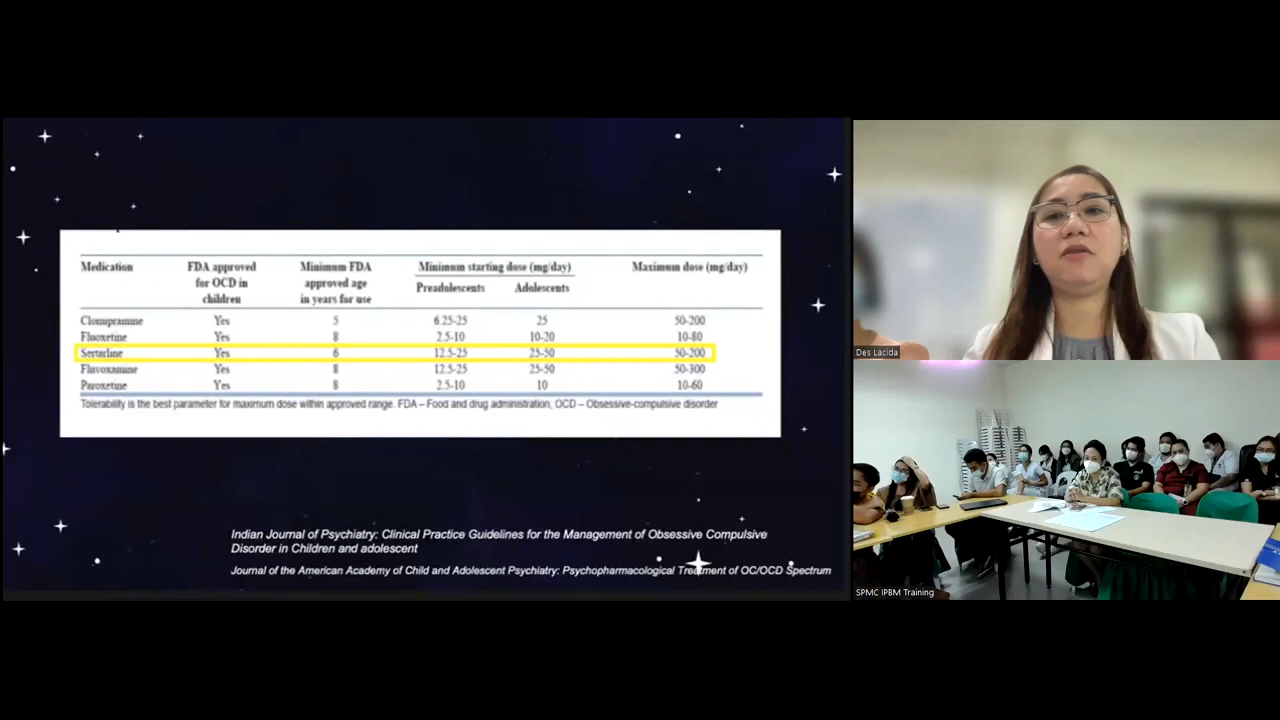 Medication FDA approved for OCD in children Minimum FDA approved age in years for use Minimum starting dose (mg/day) Preadolescents Adolescents Maximum dose (mg/day)
Clomipramine Yes 5 6.25-25 25 50-200
Fluoxetine Yes 8 2.5-10 10-20 10-80
Sertarline Yes 6 12.5-25 25-50 50-200
Fluvoxamine Yes 8 12.5-25 25-50 50-300
Paroxetine Yes 8 2.5-10 10 10-60
Tolerability is the best parameter for maximum dose within approved range. FDA – Food and drug administration, OCD – Obsessive-compulsive disorder
Indian Journal of Psychiatry: Clinical Practice Guidelines for the Management of Obsessive Compulsive
Disorder in Children and adolescent
Journal of the American Academy of Child and Adolescent Psychiatry: Psychopharmacological Treatment of OC/OCD Spectrum
Des Lacida
SPMC IPBM Training